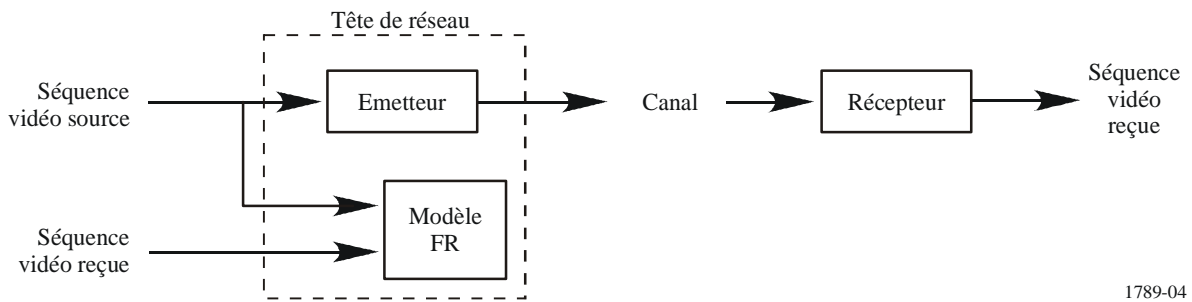 Tête de réseau
Séquence
vidéo source
Emetteur
Canal
Récepteur
Séquence
vidéo
reçue
Modèle
FR
Séquence
vidéo reçue
1789-04